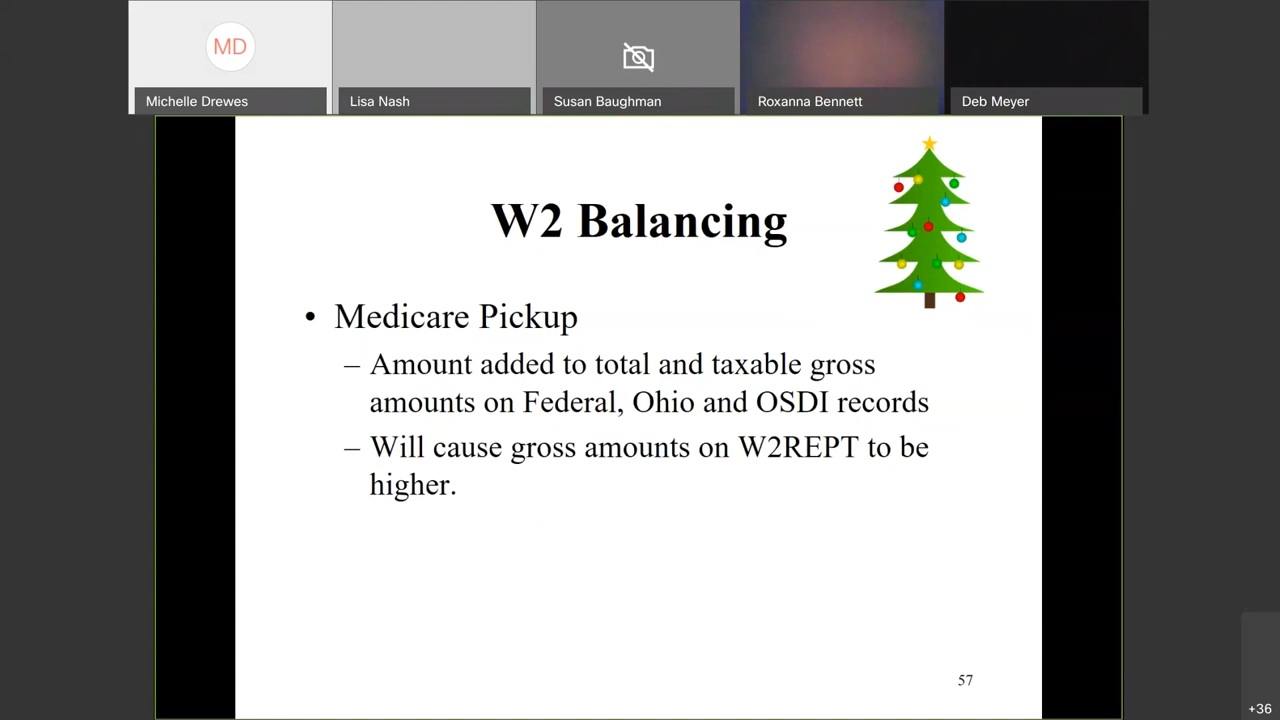 MD
Michelle Drewes
Lisa Nash
Susan Baughman
Roxanna Bennett
Deb Meyer
W2 Balancing
• Medicare Pickup
– Amount added to total and taxable gross
amounts on Federal, Ohio and OSDI records
– Will cause gross amounts on W2REPT to be
higher.
57
+36